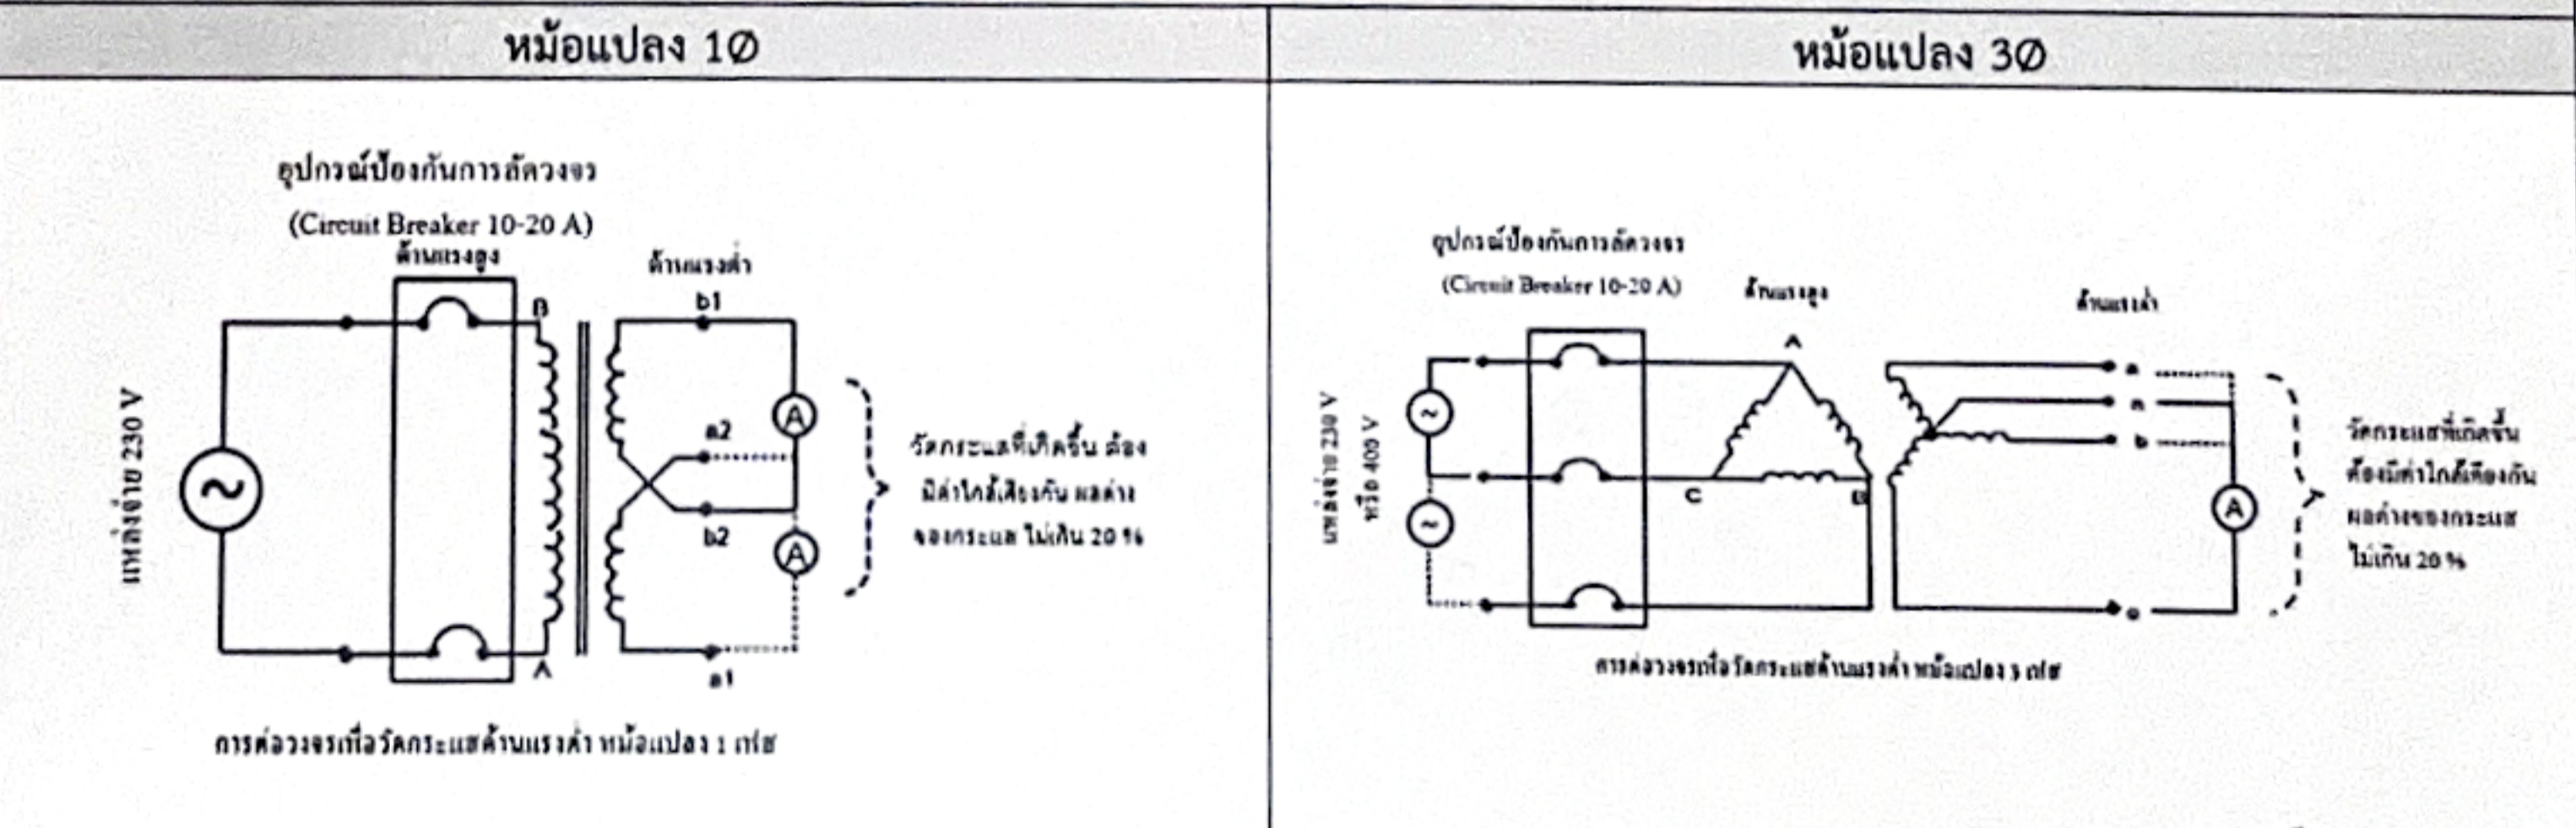 หม้อแปลง 1Ø
อุปกรณ์ป้องกันการลัดวงจร
(Circuit Breaker 10-20 A)
ด้านแรงสูง
ด้านแรงต่ำ
B
b1
A
a2
แหล่งจ่าย 230 V
วัดกระแสที่เกิดขึ้น ต้อง
มีค่าใกล้เคียงกัน ผลต่าง
ของกระแส ไม่เกิน 20 %
b2
A
A
a1
การต่อวงจรเพื่อวัดกระแสด้านแรงต่ำ หม้อแปลง 1 เฟส
หม้อแปลง 3Ø
อุปกรณ์ป้องกันการลัดวงจร
(Circuit Breaker 10-20 A)
ด้านแรงสูง
ด้านแรงต่ำ
A
a
n
b
แหล่งจ่าย 230 V
หรือ 400 V
C
B
A
วัดกระแสที่เกิดขึ้น
ต้องมีค่าใกล้เคียงกัน
ผลต่างของกระแส
ไม่เกิน 20 %
การต่อวงจรเพื่อวัดกระแสด้านแรงต่ำ หม้อแปลง 3 เฟส